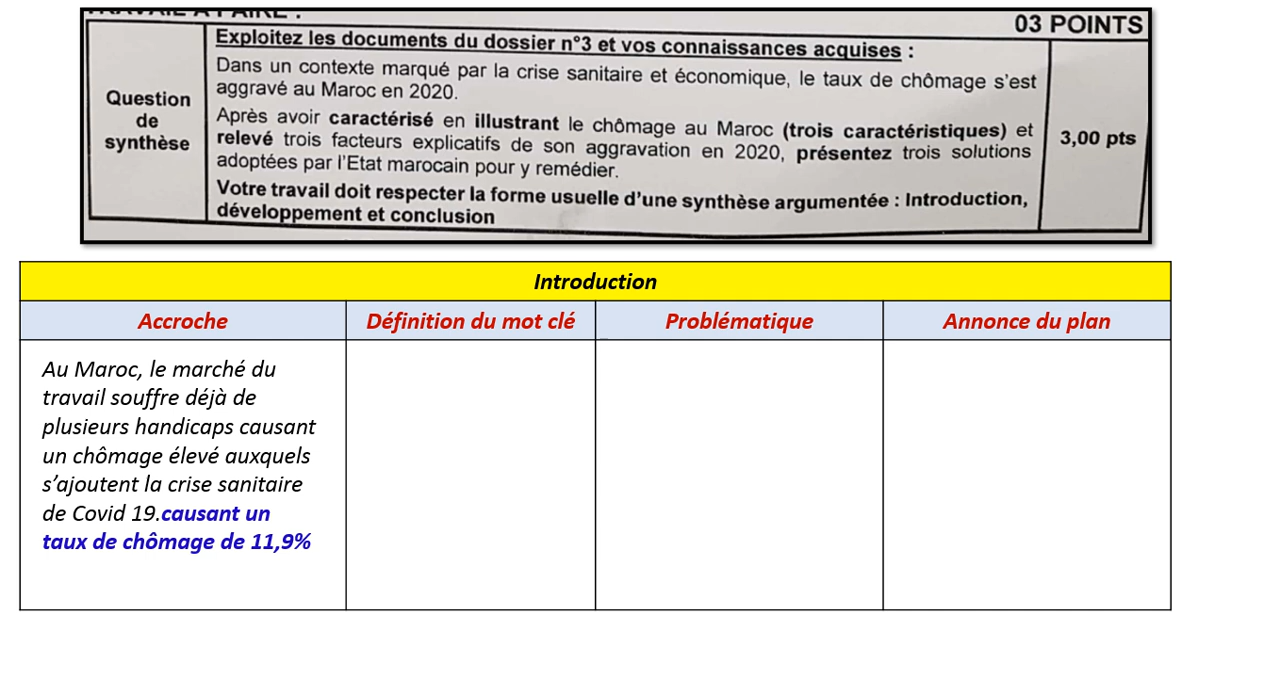 TRAVAIL A FAIRE :
03 POINTS
Question
de
synthèse
Exploitez les documents du dossier n°3 et vos connaissances acquises :
Dans un contexte marqué par la crise sanitaire et économique, le taux de chômage s'est
aggravé au Maroc en 2020.
Après avoir caractérisé en illustrant le chômage au Maroc (trois caractéristiques) et
relevé trois facteurs explicatifs de son aggravation en 2020, présentez trois solutions
adoptées par l'Etat marocain pour y remédier.
Votre travail doit respecter la forme usuelle d'une synthèse argumentée : Introduction,
développement et conclusion
3,00 pts
Introduction
Accroche
Définition du mot clé
Problématique
Annonce du plan
Au Maroc, le marché du
travail souffre déjà de
plusieurs handicaps causant
un chômage élevé auxquels
s'ajoutent la crise sanitaire
de Covid 19.causant un
taux de chômage de 11,9%